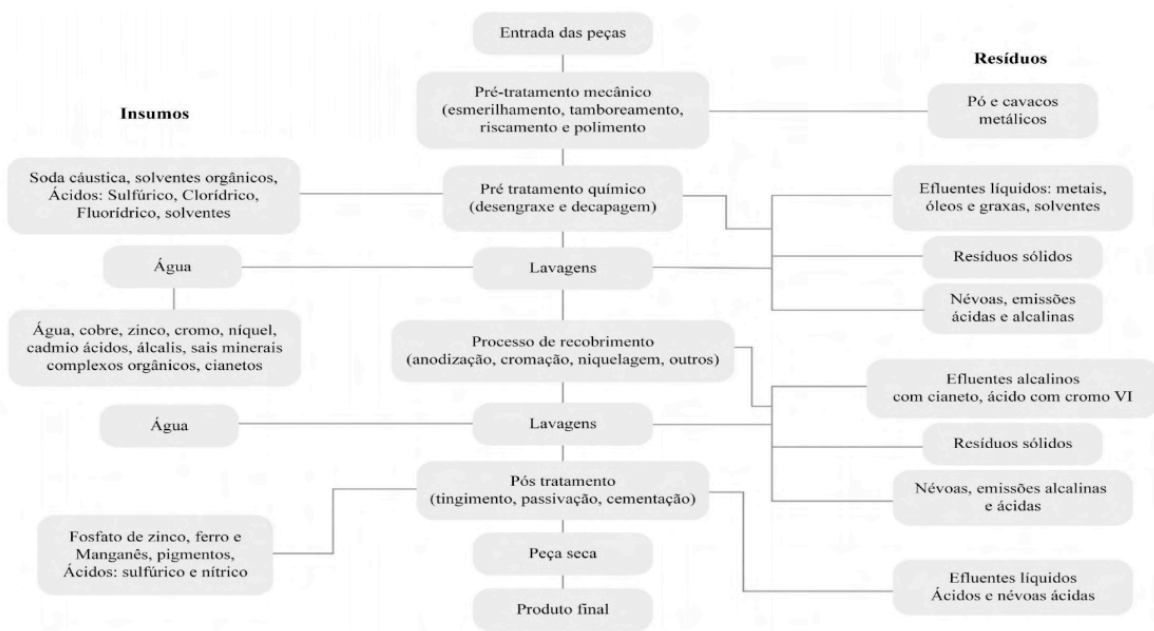 Entrada das peças
Resíduos
Insumos
Pré-tratamento mecânico
(esmerilhamento, tamboreamento,
riscamento e polimento
Pó e cavacos
metálicos
Soda cáustica, solventes orgânicos,
Ácidos: Sulfúrico, Clorídrico,
Fluorídrico, solventes
Pré tratamento químico
(desengraxe e decapagem)
Efluentes líquidos: metais,
óleos e graxas, solventes
Resíduos sólidos
Água
Lavagens
Névoas, emissões
ácidas e alcalinas
Água, cobre, zinco, cromo, níquel,
cadmio ácidos, álcalis, sais minerais
complexos orgânicos, cianetos
Processo de recobrimento
(anodização, cromação, niquelagem, outros)
Efluentes alcalinos
com cianeto, ácido com cromo VI
Água
Lavagens
Resíduos sólidos
Pós tratamento
(tingimento, passivação, cementação)
Névoas, emissões alcalinas
e ácidas
Fosfato de zinco, ferro e
Manganês, pigmentos,
Ácidos: sulfúrico e nítrico
Peça seca
Efluentes líquidos
Ácidos e névoas ácidas
Produto final